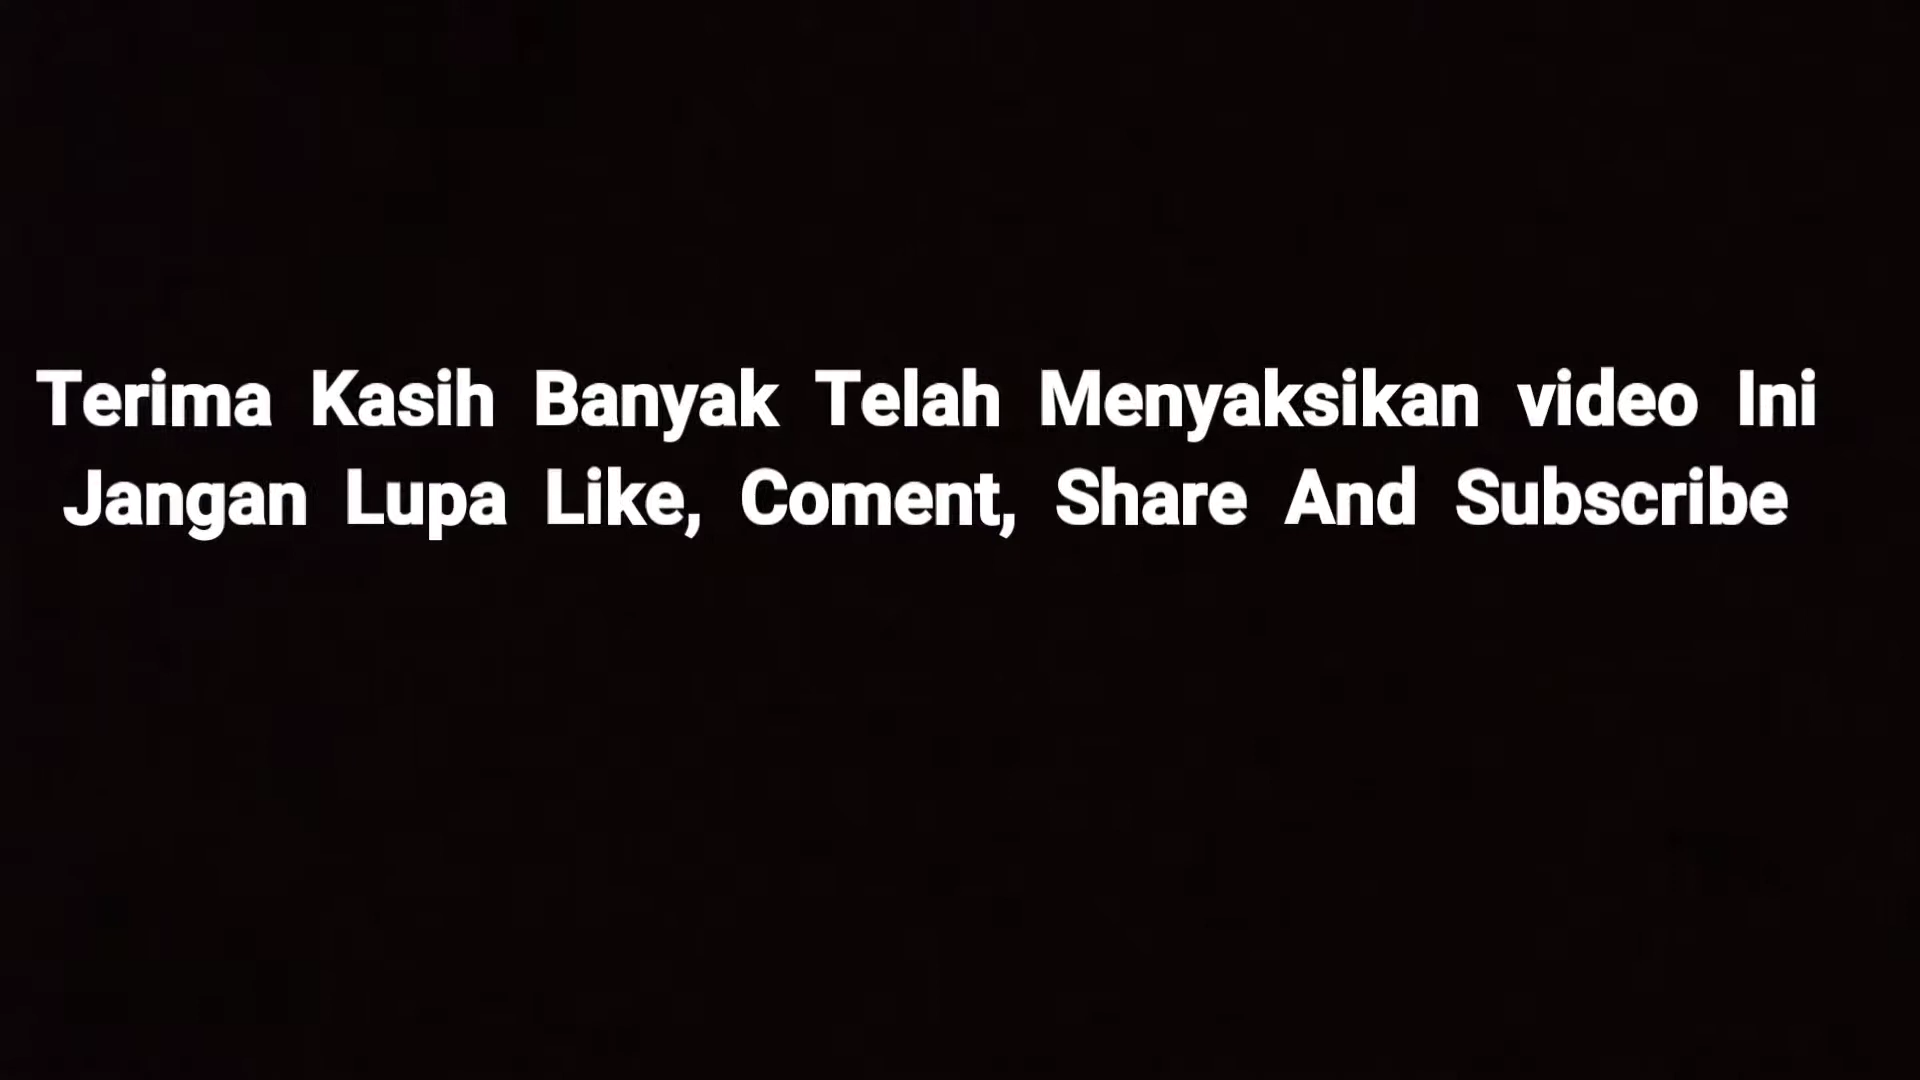 Terima Kasih Banyak Telah Menyaksikan video Ini
Jangan Lupa Like, Coment, Share And Subscribe